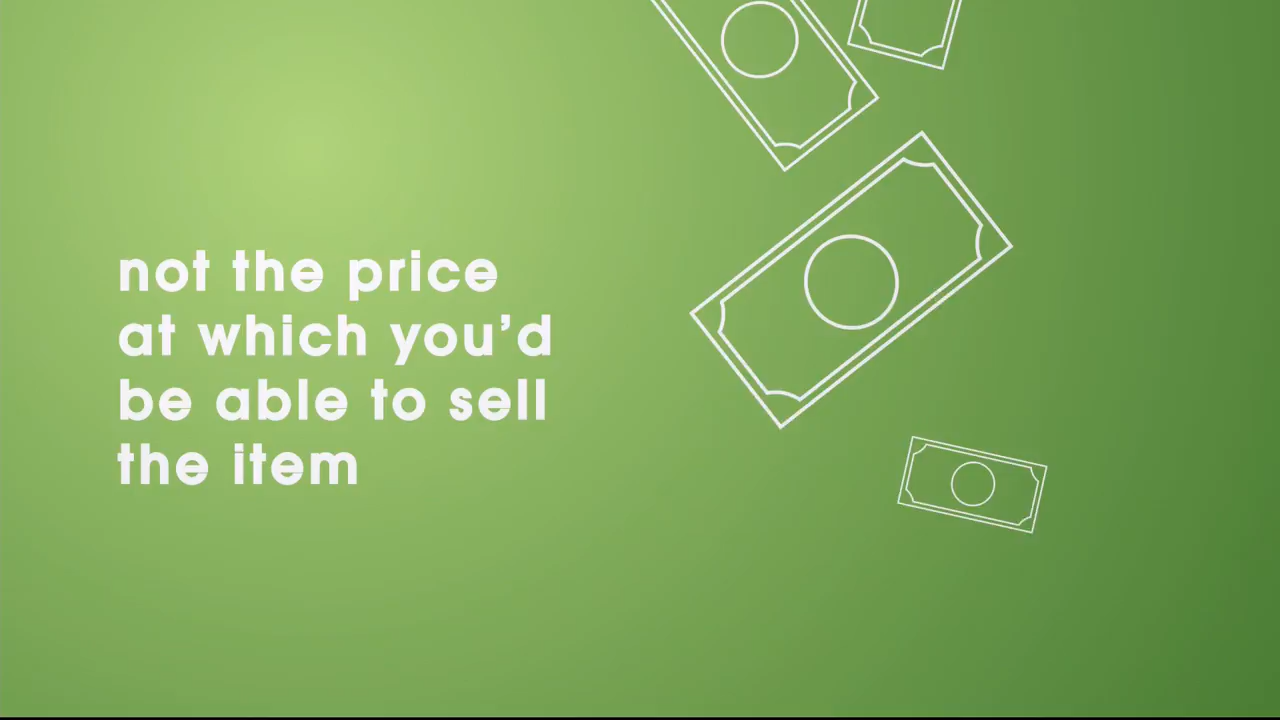 not the price
at which you’d
be able to sell
the item